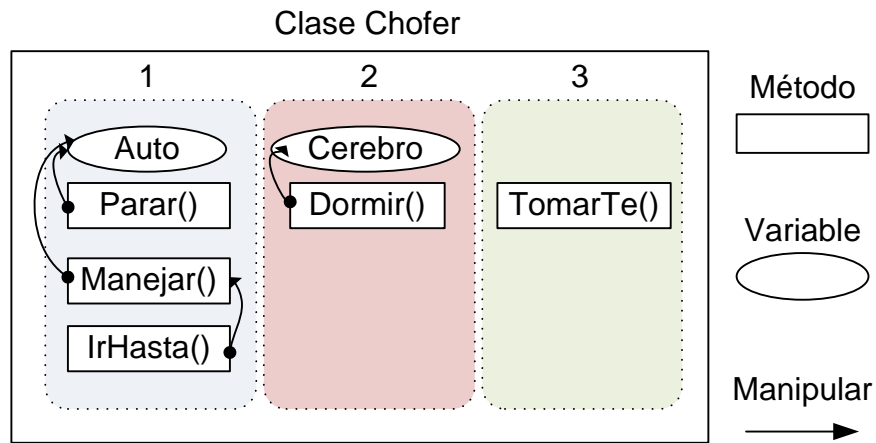 Clase Chofer
1 2 3
Auto
Cerebro
Parar()
Dormir()
TomarTe()
Manejar()
IrHasta()
Método
Variable
Manipular